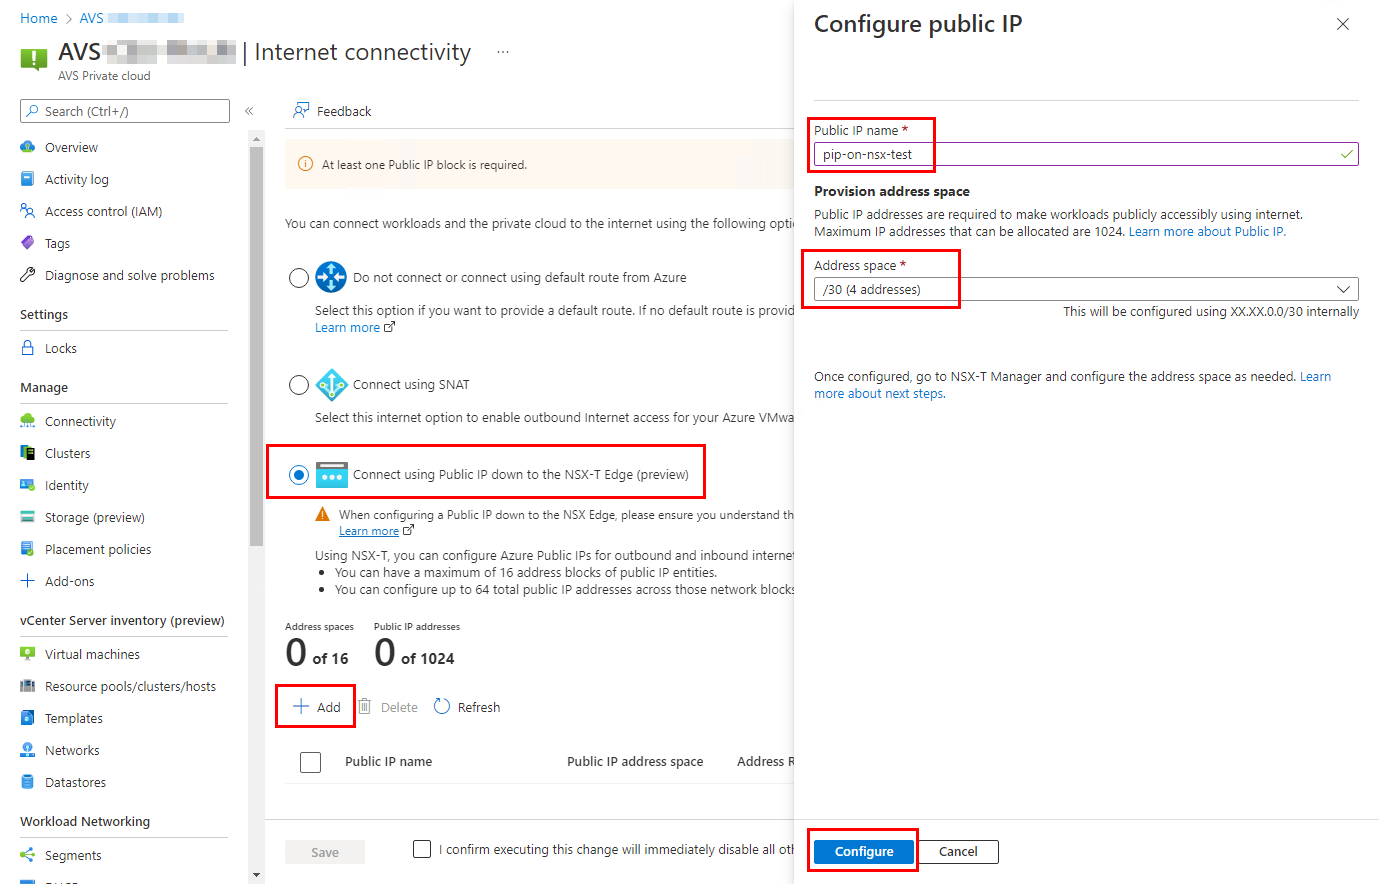 Home > AVS
AVS | Internet connectivity ...
AVS Private cloud
Search (Ctrl+/)
«
Overview
Activity log
Access control (IAM)
Tags
Diagnose and solve problems
Settings
Locks
Manage
Connectivity
Clusters
Identity
Storage (preview)
Placement policies
Add-ons
vCenter Server inventory (preview)
Virtual machines
Resource pools/clusters/hosts
Templates
Networks
Datastores
Workload Networking
Segments
Feedback
At least one Public IP block is required.
You can connect workloads and the private cloud to the internet using the following opti
Do not connect or connect using default route from Azure
Select this option if you want to provide a default route. If no default route is provid
Learn more
Connect using SNAT
Select this internet option to enable outbound Internet access for your Azure VMwa
Connect using Public IP down to the NSX-T Edge (preview)
When configuring a Public IP down to the NSX Edge, please ensure you understand th
Learn more
Using NSX-T, you can configure Azure Public IPs for outbound and inbound internet
• You can have a maximum of 16 address blocks of public IP entities.
• You can configure up to 64 total public IP addresses across those network blocks
Address spaces Public IP addresses
0 of 16 0 of 1024
Add Delete Refresh
Public IP name Public IP address space Address R
Save I confirm executing this change will immediately disable all oth
Configure public IP
Public IP name *
pip-on-nsx-test
Provision address space
Public IP addresses are required to make workloads publicly accessibly using internet.
Maximum IP addresses that can be allocated are 1024. Learn more about Public IP.
Address space *
/30 (4 addresses)
This will be configured using XX.XX.0.0/30 internally
Once configured, go to NSX-T Manager and configure the address space as needed. Learn
more about next steps.
Configure Cancel